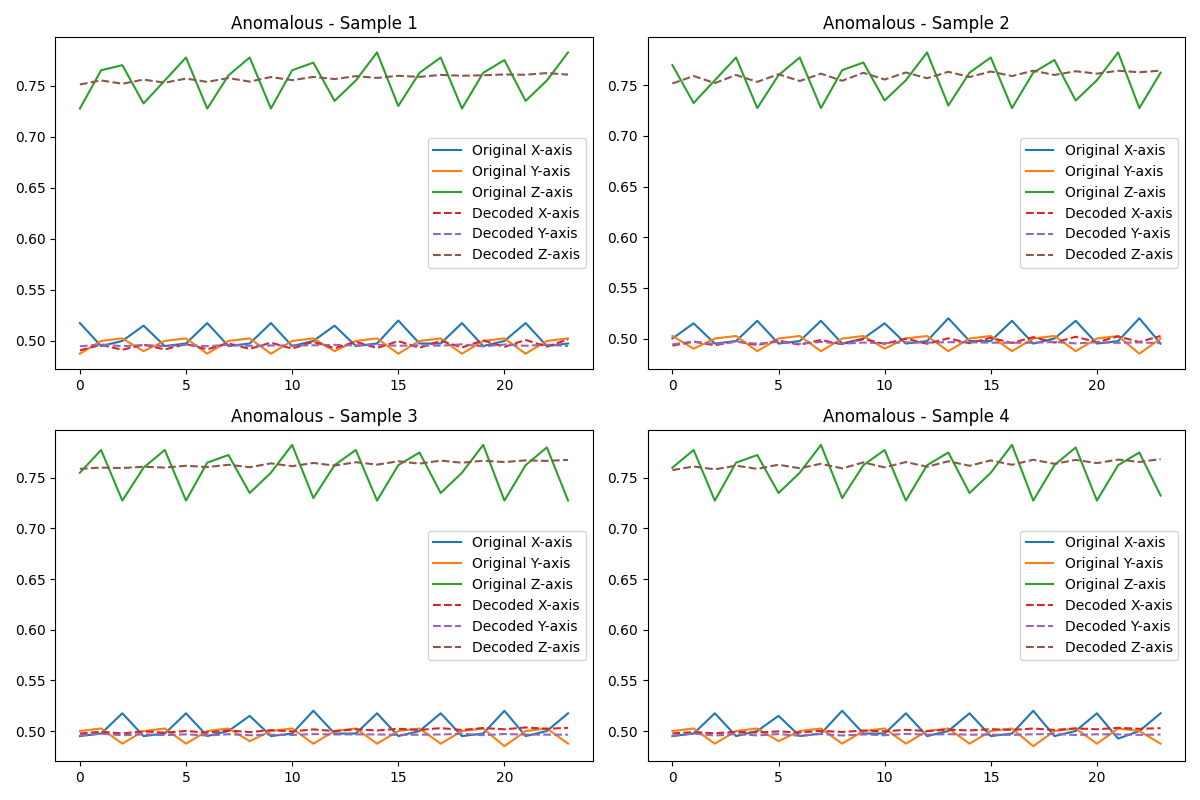 Anomalous - Sample 1
0.75
0.70
0.65
0.60
0.55
0.50
0
5
10
15
20
Original X-axis
Original Y-axis
Original Z-axis
Decoded X-axis
Decoded Y-axis
Decoded Z-axis
Anomalous - Sample 2
0.75
0.70
0.65
0.60
0.55
0.50
0
5
10
15
20
Original X-axis
Original Y-axis
Original Z-axis
Decoded X-axis
Decoded Y-axis
Decoded Z-axis
Anomalous - Sample 3
0.75
0.70
0.65
0.60
0.55
0.50
0
5
10
15
20
Original X-axis
Original Y-axis
Original Z-axis
Decoded X-axis
Decoded Y-axis
Decoded Z-axis
Anomalous - Sample 4
0.75
0.70
0.65
0.60
0.55
0.50
0
5
10
15
20
Original X-axis
Original Y-axis
Original Z-axis
Decoded X-axis
Decoded Y-axis
Decoded Z-axis